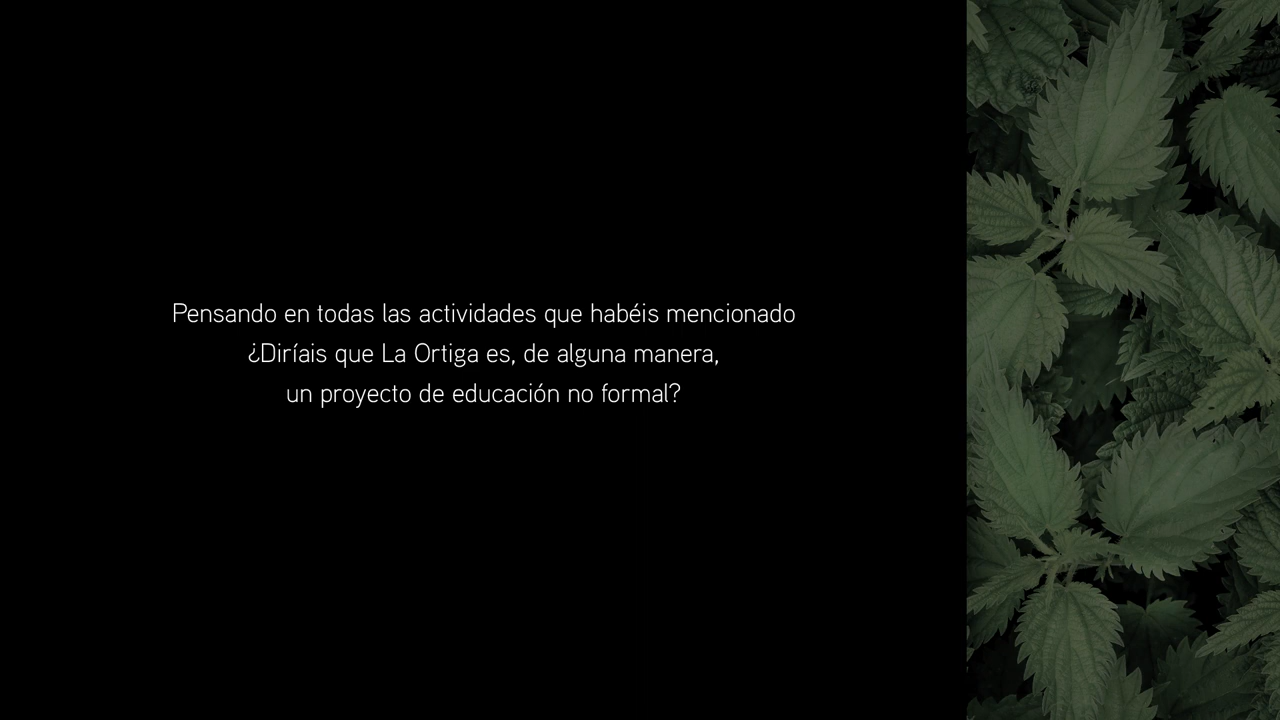 Pensando en todas las actividades que habéis mencionado
¿Diríais que La Ortiga es, de alguna manera,
un proyecto de educación no formal?